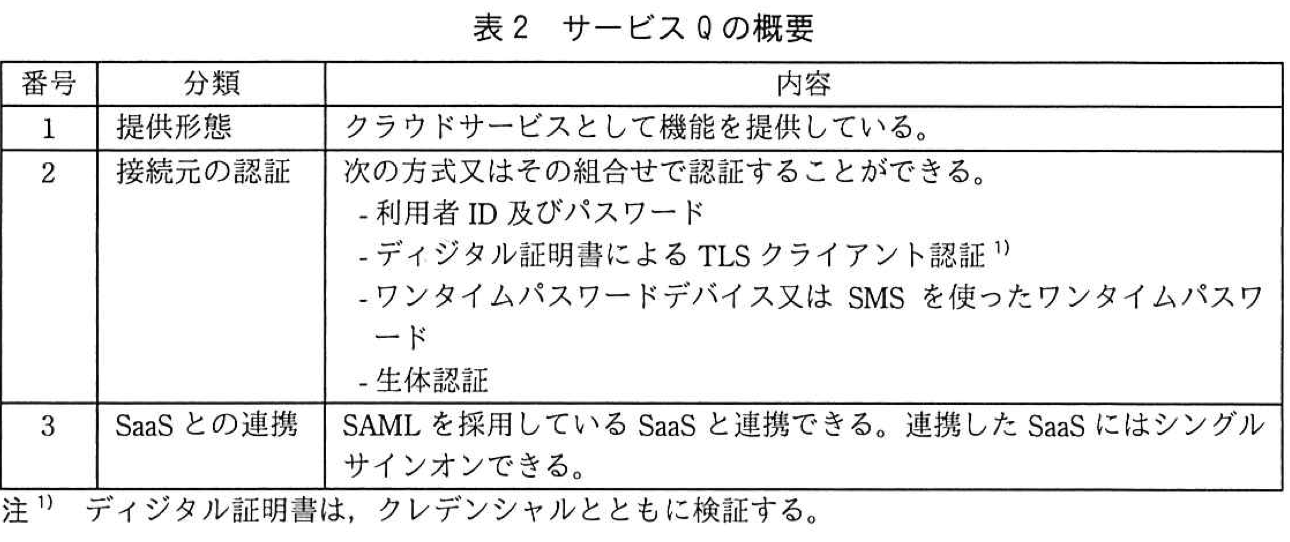 表2 サービスQの概要
番号 分類 内容
1 提供形態 クラウドサービスとして機能を提供している。
2 接続元の認証 次の方式又はその組合せで認証することができる。
- 利用者 ID 及びパスワード
- ディジタル証明書による TLS クライアント認証 1)
- ワンタイムパスワードデバイス又は SMS を使ったワンタイムパスワ
ード
- 生体認証
3 SaaS との連携 SAML を採用している SaaS と連携できる。連携した SaaS にはシングル
サインオンできる。
注 1) ディジタル証明書は，クレデンシャルとともに検証する。